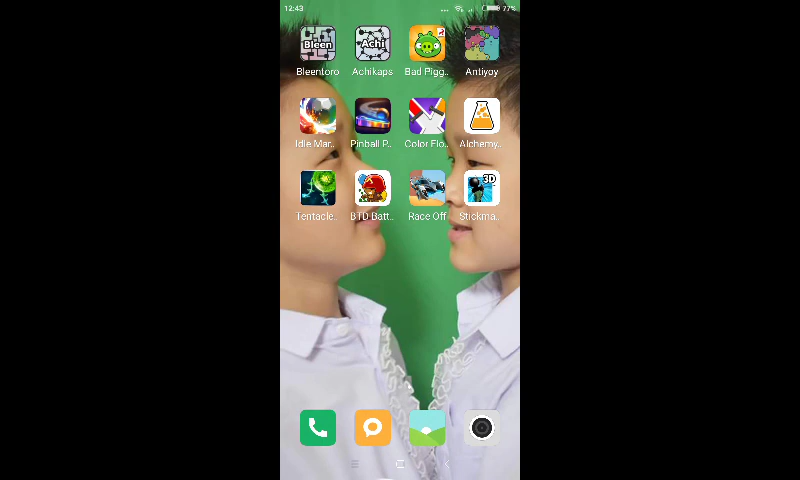 12:43
77%
Bleen
Achi
Bleentoro
Achikaps
Bad Pigg..
Antiyoy
Idle Mar..
Pinball P..
Color Flo..
Alchemy..
3D
Tentacle..
BTD Batt..
Race Off
Stickma..